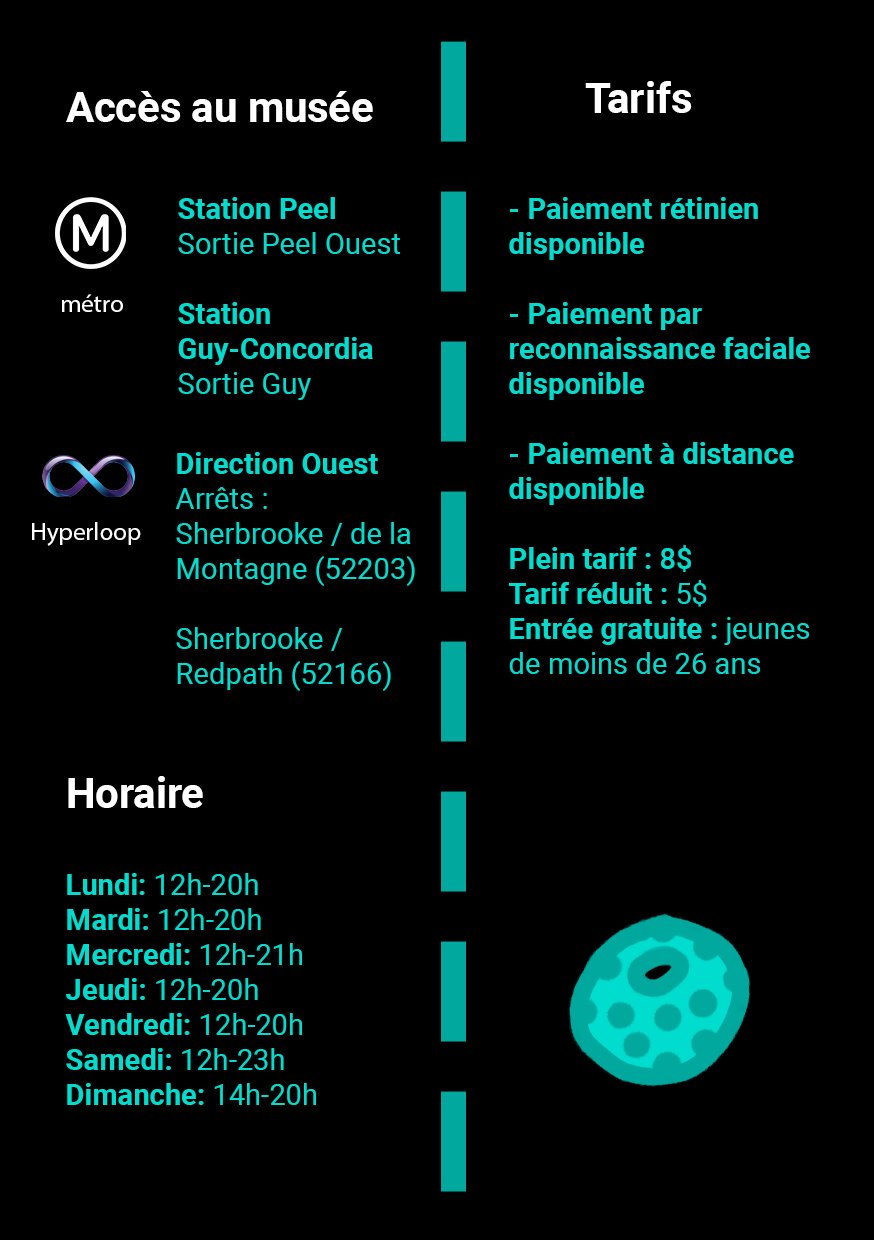 Accès au musée
M
métro
Station Peel
Sortie Peel Ouest
Station
Guy-Concordia
Sortie Guy
Hyperloop
Direction Ouest
Arrêts :
Sherbrooke / de la
Montagne (52203)
Sherbrooke /
Redpath (52166)
Horaire
Lundi: 12h-20h
Mardi: 12h-20h
Mercredi: 12h-21h
Jeudi: 12h-20h
Vendredi: 12h-20h
Samedi: 12h-23h
Dimanche: 14h-20h
Tarifs
- Paiement rétinien
disponible
- Paiement par
reconnaissance faciale
disponible
- Paiement à distance
disponible
Plein tarif : 8$
Tarif réduit : 5$
Entrée gratuite : jeunes
de moins de 26 ans